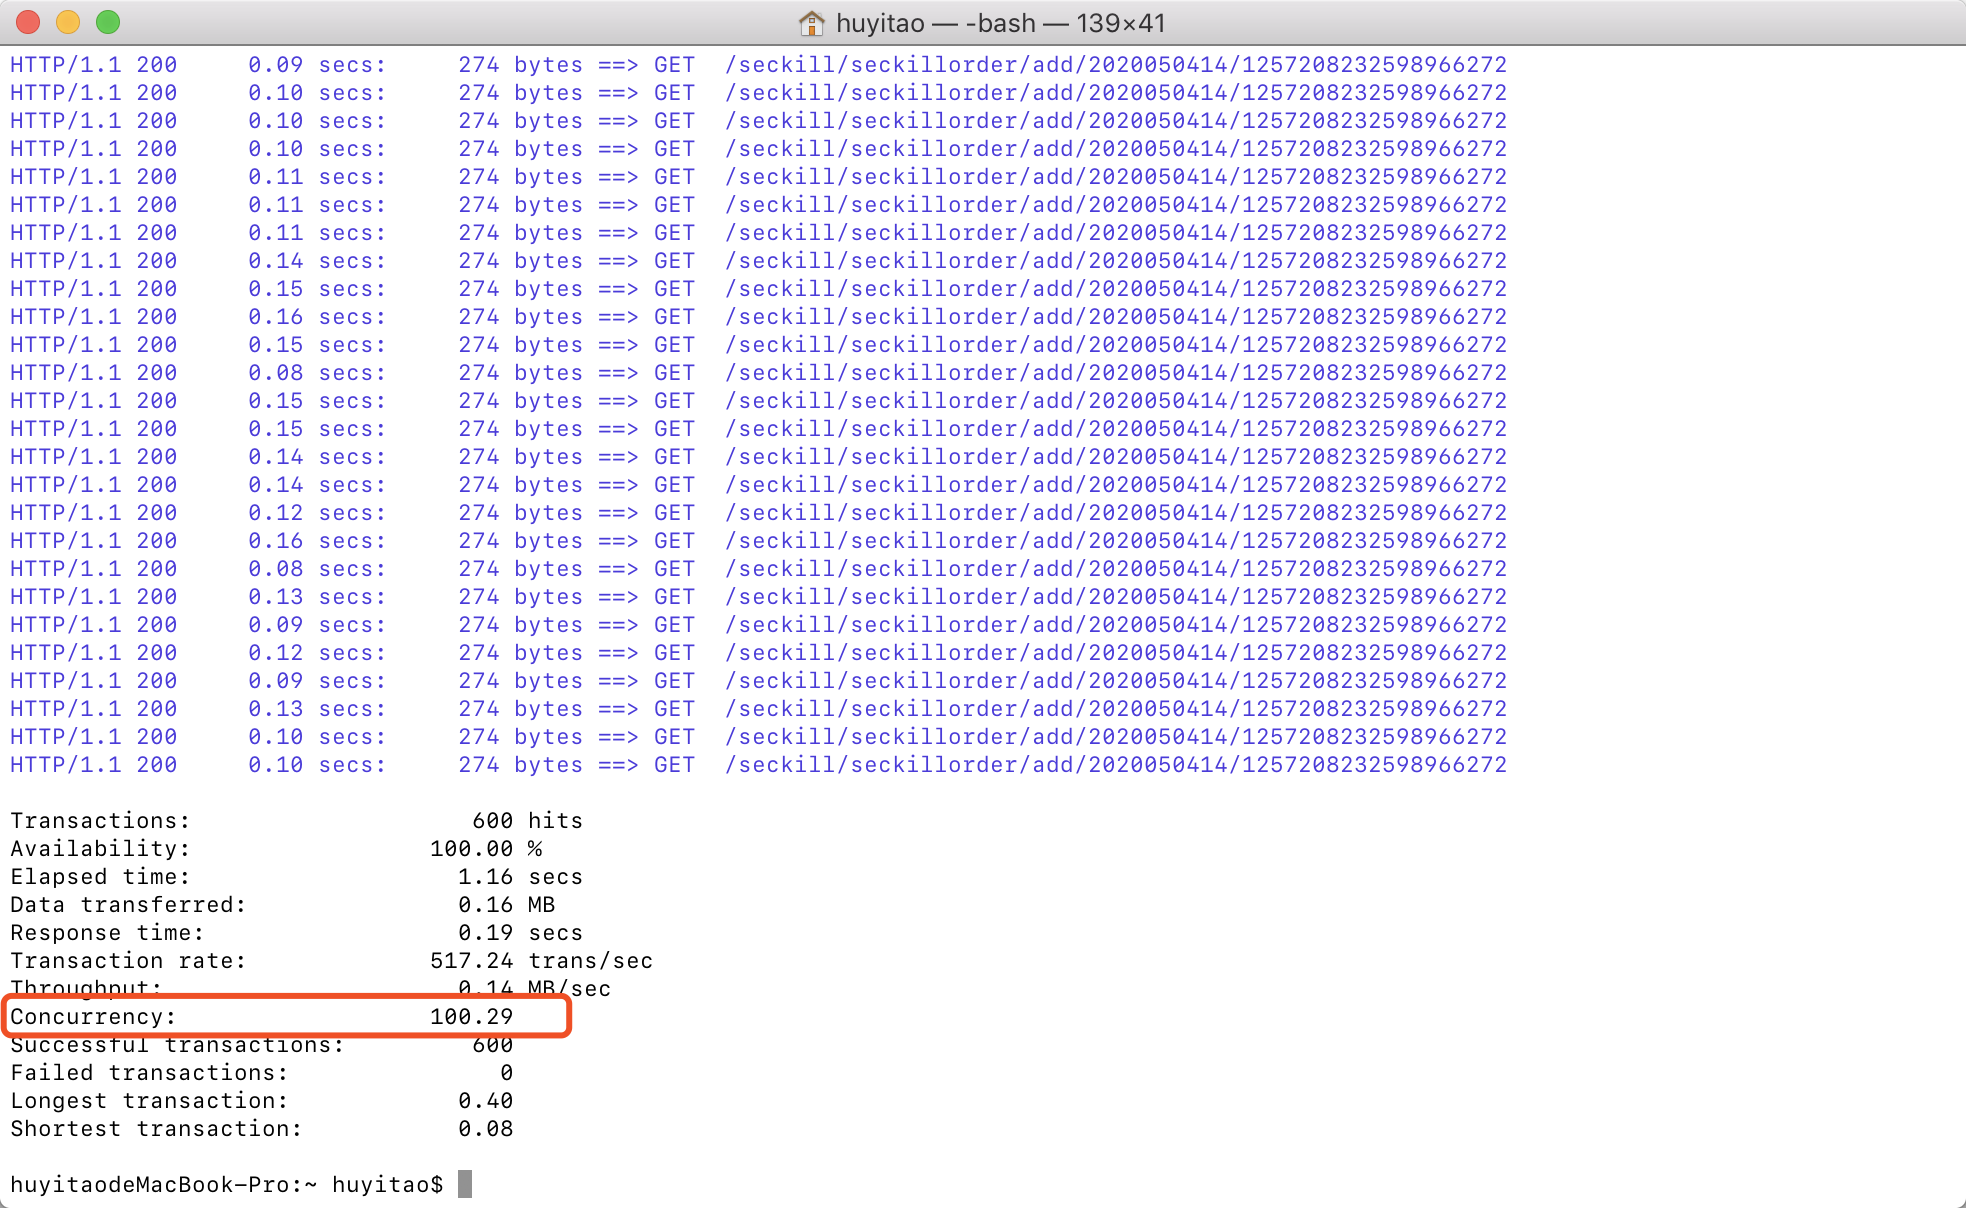 huyitao — -bash — 139×41
HTTP/1.1 200     0.09 secs:     274 bytes ==> GET  /seckill/seckillorder/add/2020050414/1257208232598966272
HTTP/1.1 200     0.10 secs:     274 bytes ==> GET  /seckill/seckillorder/add/2020050414/1257208232598966272
HTTP/1.1 200     0.10 secs:     274 bytes ==> GET  /seckill/seckillorder/add/2020050414/1257208232598966272
HTTP/1.1 200     0.10 secs:     274 bytes ==> GET  /seckill/seckillorder/add/2020050414/1257208232598966272
HTTP/1.1 200     0.11 secs:     274 bytes ==> GET  /seckill/seckillorder/add/2020050414/1257208232598966272
HTTP/1.1 200     0.11 secs:     274 bytes ==> GET  /seckill/seckillorder/add/2020050414/1257208232598966272
HTTP/1.1 200     0.11 secs:     274 bytes ==> GET  /seckill/seckillorder/add/2020050414/1257208232598966272
HTTP/1.1 200     0.14 secs:     274 bytes ==> GET  /seckill/seckillorder/add/2020050414/1257208232598966272
HTTP/1.1 200     0.15 secs:     274 bytes ==> GET  /seckill/seckillorder/add/2020050414/1257208232598966272
HTTP/1.1 200     0.16 secs:     274 bytes ==> GET  /seckill/seckillorder/add/2020050414/1257208232598966272
HTTP/1.1 200     0.15 secs:     274 bytes ==> GET  /seckill/seckillorder/add/2020050414/1257208232598966272
HTTP/1.1 200     0.08 secs:     274 bytes ==> GET  /seckill/seckillorder/add/2020050414/1257208232598966272
HTTP/1.1 200     0.15 secs:     274 bytes ==> GET  /seckill/seckillorder/add/2020050414/1257208232598966272
HTTP/1.1 200     0.15 secs:     274 bytes ==> GET  /seckill/seckillorder/add/2020050414/1257208232598966272
HTTP/1.1 200     0.14 secs:     274 bytes ==> GET  /seckill/seckillorder/add/2020050414/1257208232598966272
HTTP/1.1 200     0.14 secs:     274 bytes ==> GET  /seckill/seckillorder/add/2020050414/1257208232598966272
HTTP/1.1 200     0.12 secs:     274 bytes ==> GET  /seckill/seckillorder/add/2020050414/1257208232598966272
HTTP/1.1 200     0.16 secs:     274 bytes ==> GET  /seckill/seckillorder/add/2020050414/1257208232598966272
HTTP/1.1 200     0.08 secs:     274 bytes ==> GET  /seckill/seckillorder/add/2020050414/1257208232598966272
HTTP/1.1 200     0.13 secs:     274 bytes ==> GET  /seckill/seckillorder/add/2020050414/1257208232598966272
HTTP/1.1 200     0.09 secs:     274 bytes ==> GET  /seckill/seckillorder/add/2020050414/1257208232598966272
HTTP/1.1 200     0.12 secs:     274 bytes ==> GET  /seckill/seckillorder/add/2020050414/1257208232598966272
HTTP/1.1 200     0.09 secs:     274 bytes ==> GET  /seckill/seckillorder/add/2020050414/1257208232598966272
HTTP/1.1 200     0.13 secs:     274 bytes ==> GET  /seckill/seckillorder/add/2020050414/1257208232598966272
HTTP/1.1 200     0.10 secs:     274 bytes ==> GET  /seckill/seckillorder/add/2020050414/1257208232598966272
HTTP/1.1 200     0.10 secs:     274 bytes ==> GET  /seckill/seckillorder/add/2020050414/1257208232598966272
Transactions:                    600 hits
Availability:                 100.00 %
Elapsed time:                   1.16 secs
Data transferred:               0.16 MB
Response time:                  0.19 secs
Transaction rate:             517.24 trans/sec
Throughput:                     0.14 MB/sec
Concurrency:                  100.29
Successful transactions:         600
Failed transactions:               0
Longest transaction:            0.40
Shortest transaction:           0.08
huyitaodeMacBook-Pro:~ huyitao$